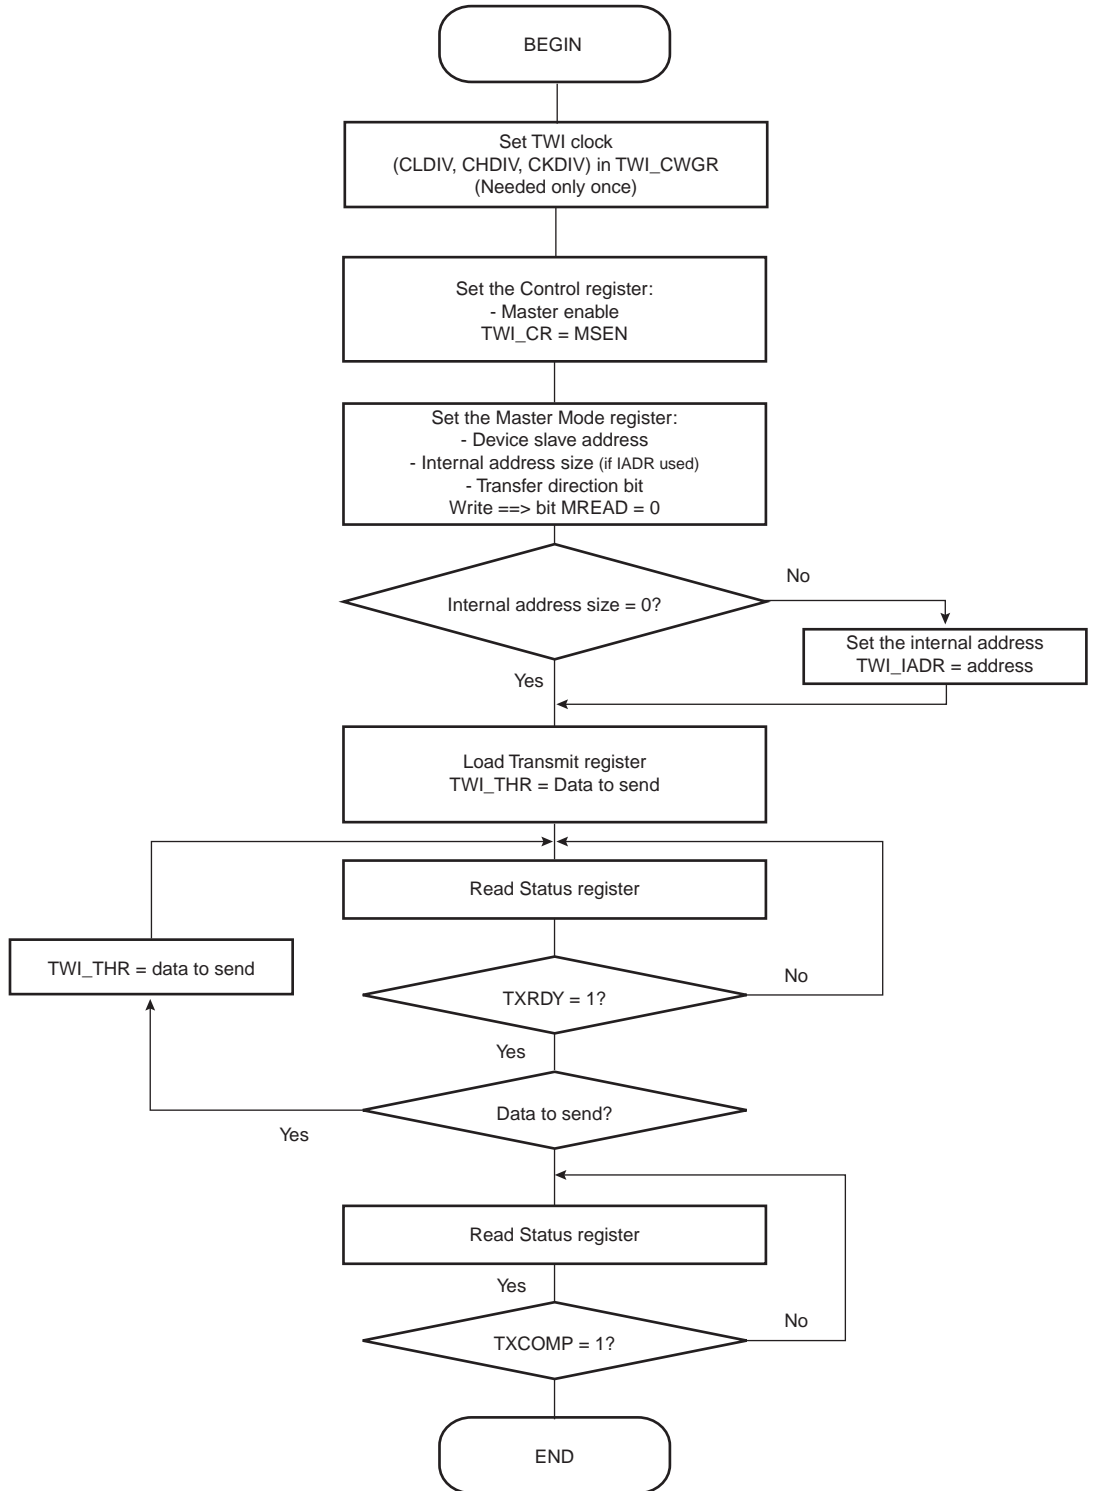 BEGIN
Set TWI clock
(CLDIV, CHDIV, CKDIV) in TWI_CWGR
(Needed only once)
Set the Control register:
- Master enable
TWI_CR = MSEN
Set the Master Mode register:
- Device slave address
- Internal address size (if IADR used)
- Transfer direction bit
Write ==> bit MREAD = 0
No
Internal address size = 0?
Set the internal address
TWI_IADR = address
Yes
Load Transmit register
TWI_THR = Data to send
Read Status register
TWI_THR = data to send
No
TXRDY = 1?
Yes
Data to send?
Yes
Read Status register
Yes
No
TXCOMP = 1?
END